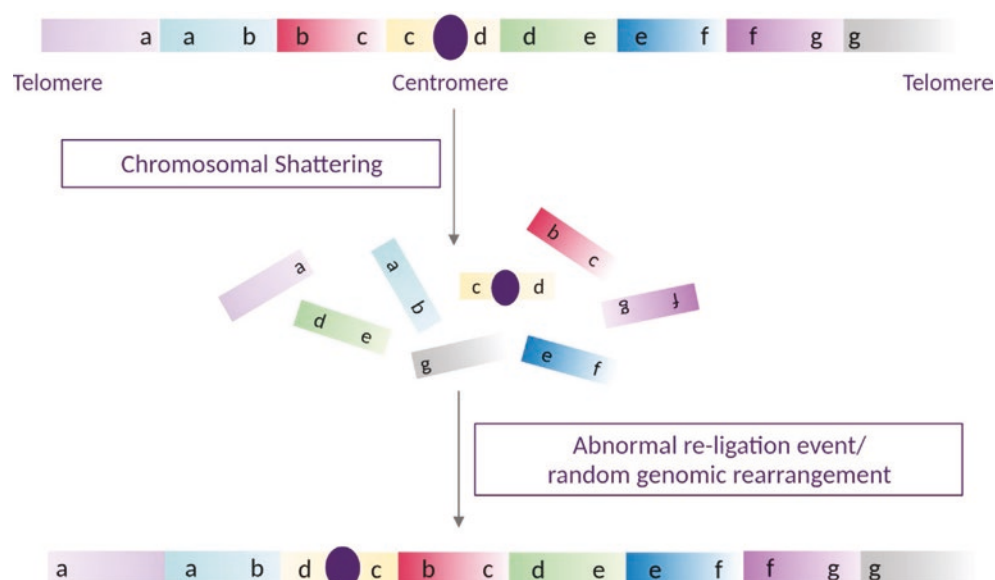 a a b b c c d d e e f f g g
Telomere Centromere Telomere
Chromosomal Shattering
b
a a c
c d
b f g
d e
g e f
Abnormal re-ligation event/
random genomic rearrangement
a a b d c b c d e e f f g g